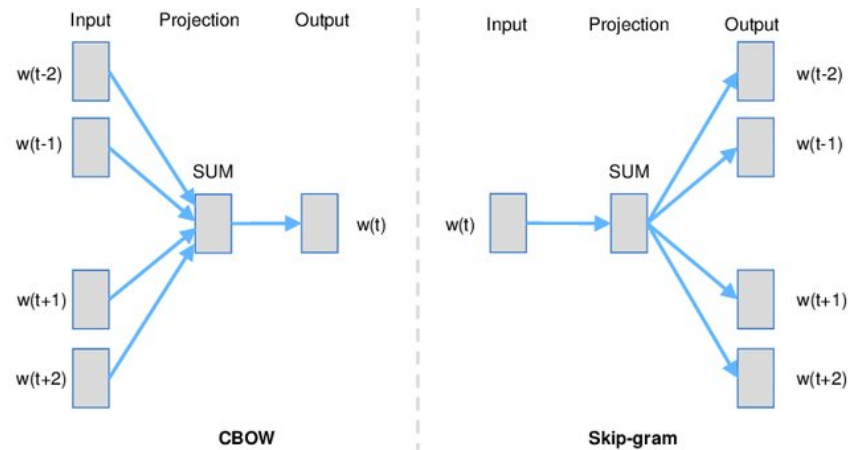 Input Projection Output
w(t-2)
w(t-1)
SUM
w(t)
w(t+1)
w(t+2)
CBOW
Input Projection Output
w(t-2)
w(t-1)
SUM
w(t)
w(t+1)
w(t+2)
Skip-gram